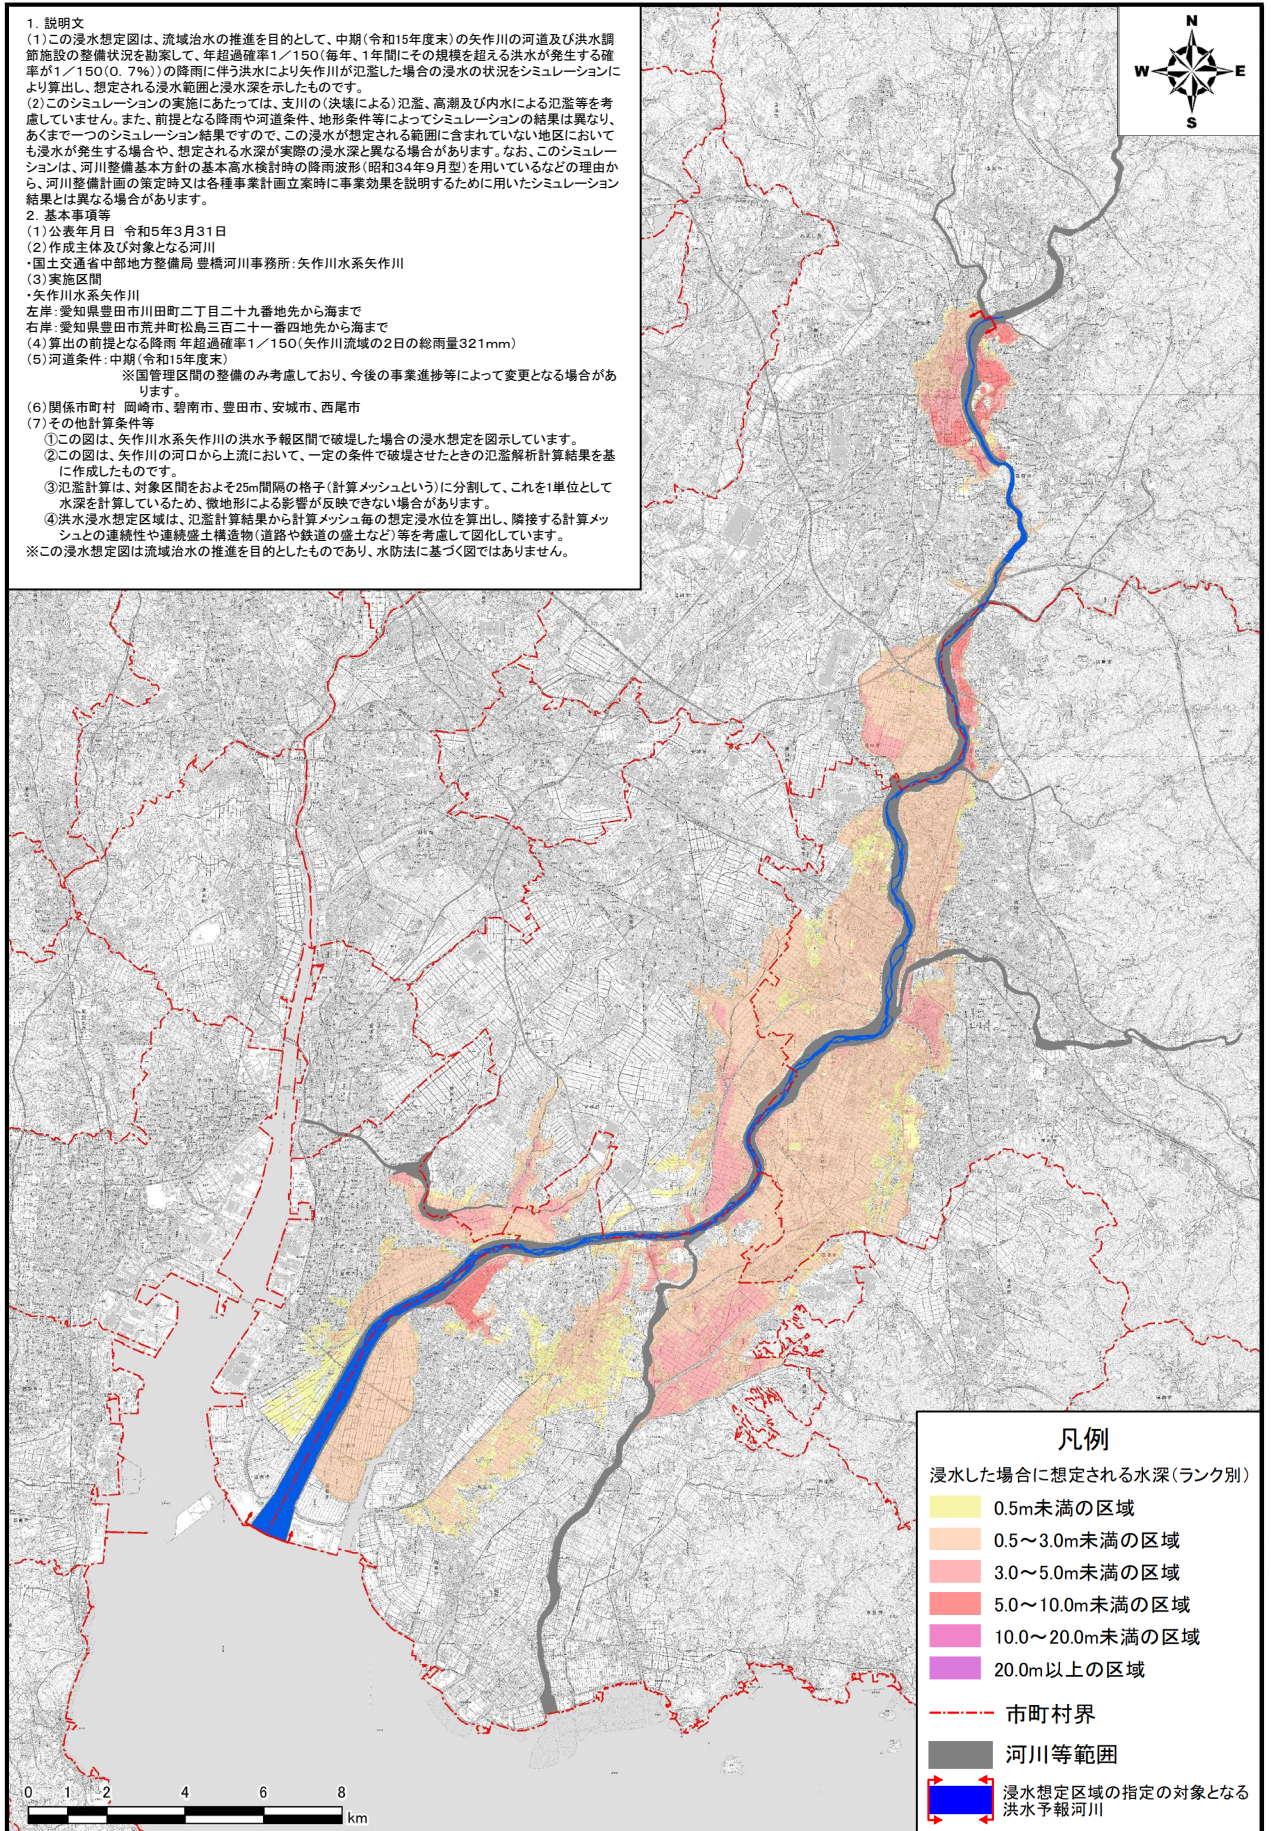 1. 説明文
(1)この浸水想定図は、流域治水の推進を目的として、中期(令和15年度末)の矢作川の河道及び洪水調
節施設の整備状況を勘案して、年超過確率1／150(毎年、1年間にその規模を超える洪水が発生する確
率が1／150(0. 7%))の降雨に伴う洪水により矢作川が氾濫した場合の浸水の状況をシミュレーションに
より算出し、想定される浸水範囲と浸水深を示したものです。
(2)このシミュレーションの実施にあたっては、支川の(決壊による)氾濫、高潮及び内水による氾濫等を考
慮していません。また、前提となる降雨や河道条件、地形条件等によってシミュレーションの結果は異なり、
あくまで一つのシミュレーション結果ですので、この浸水が想定される範囲に含まれていない地区において
も浸水が発生する場合や、想定される水深が実際の浸水深と異なる場合があります。なお、このシミュレー
ションは、河川整備基本方針の基本高水検討時の降雨波形(昭和34年9月型)を用いているなどの理由か
ら、河川整備計画の策定時又は各種事業計画立案時に事業効果を説明するために用いたシミュレーション
結果とは異なる場合があります。
2. 基本事項等
(1)公表年月日 令和5年3月31日
(2)作成主体及び対象となる河川
・国土交通省中部地方整備局 豊橋河川事務所：矢作川水系矢作川
(3)実施区間
・矢作川水系矢作川
左岸：愛知県豊田市川田町二丁目二十九番地先から海まで
右岸：愛知県豊田市荒井町松島三百二十一番四地先から海まで
(4)算出の前提となる降雨 年超過確率1／150(矢作川流域の2日の総雨量321mm)
(5)河道条件：中期(令和15年度末)
※国管理区間の整備のみ考慮しており、今後の事業進捗等によって変更となる場合があ
ります。
(6)関係市町村 岡崎市、碧南市、豊田市、安城市、西尾市
(7)その他計算条件等
①この図は、矢作川水系矢作川の洪水予報区間で破堤した場合の浸水想定を図示しています。
②この図は、矢作川の河口から上流において、一定の条件で破堤させたときの氾濫解析計算結果を基
に作成したものです。
③氾濫計算は、対象区間をおよそ25m間隔の格子(計算メッシュという)に分割して、これを1単位として
水深を計算しているため、微地形による影響が反映できない場合があります。
④洪水浸水想定区域は、氾濫計算結果から計算メッシュ毎の想定浸水位を算出し、隣接する計算メッ
シュとの連続性や連続盛土構造物(道路や鉄道の盛土など)等を考慮して図化しています。
※この浸水想定図は流域治水の推進を目的としたものであり、水防法に基づく図ではありません。
N
W E
S
凡例
浸水した場合に想定される水深(ランク別)
0.5m未満の区域
0.5～3.0m未満の区域
3.0～5.0m未満の区域
5.0～10.0m未満の区域
10.0～20.0m未満の区域
20.0m以上の区域
市町村界
河川等範囲
浸水想定区域の指定の対象となる
洪水予報河川
0 1 2 4 6 8
km